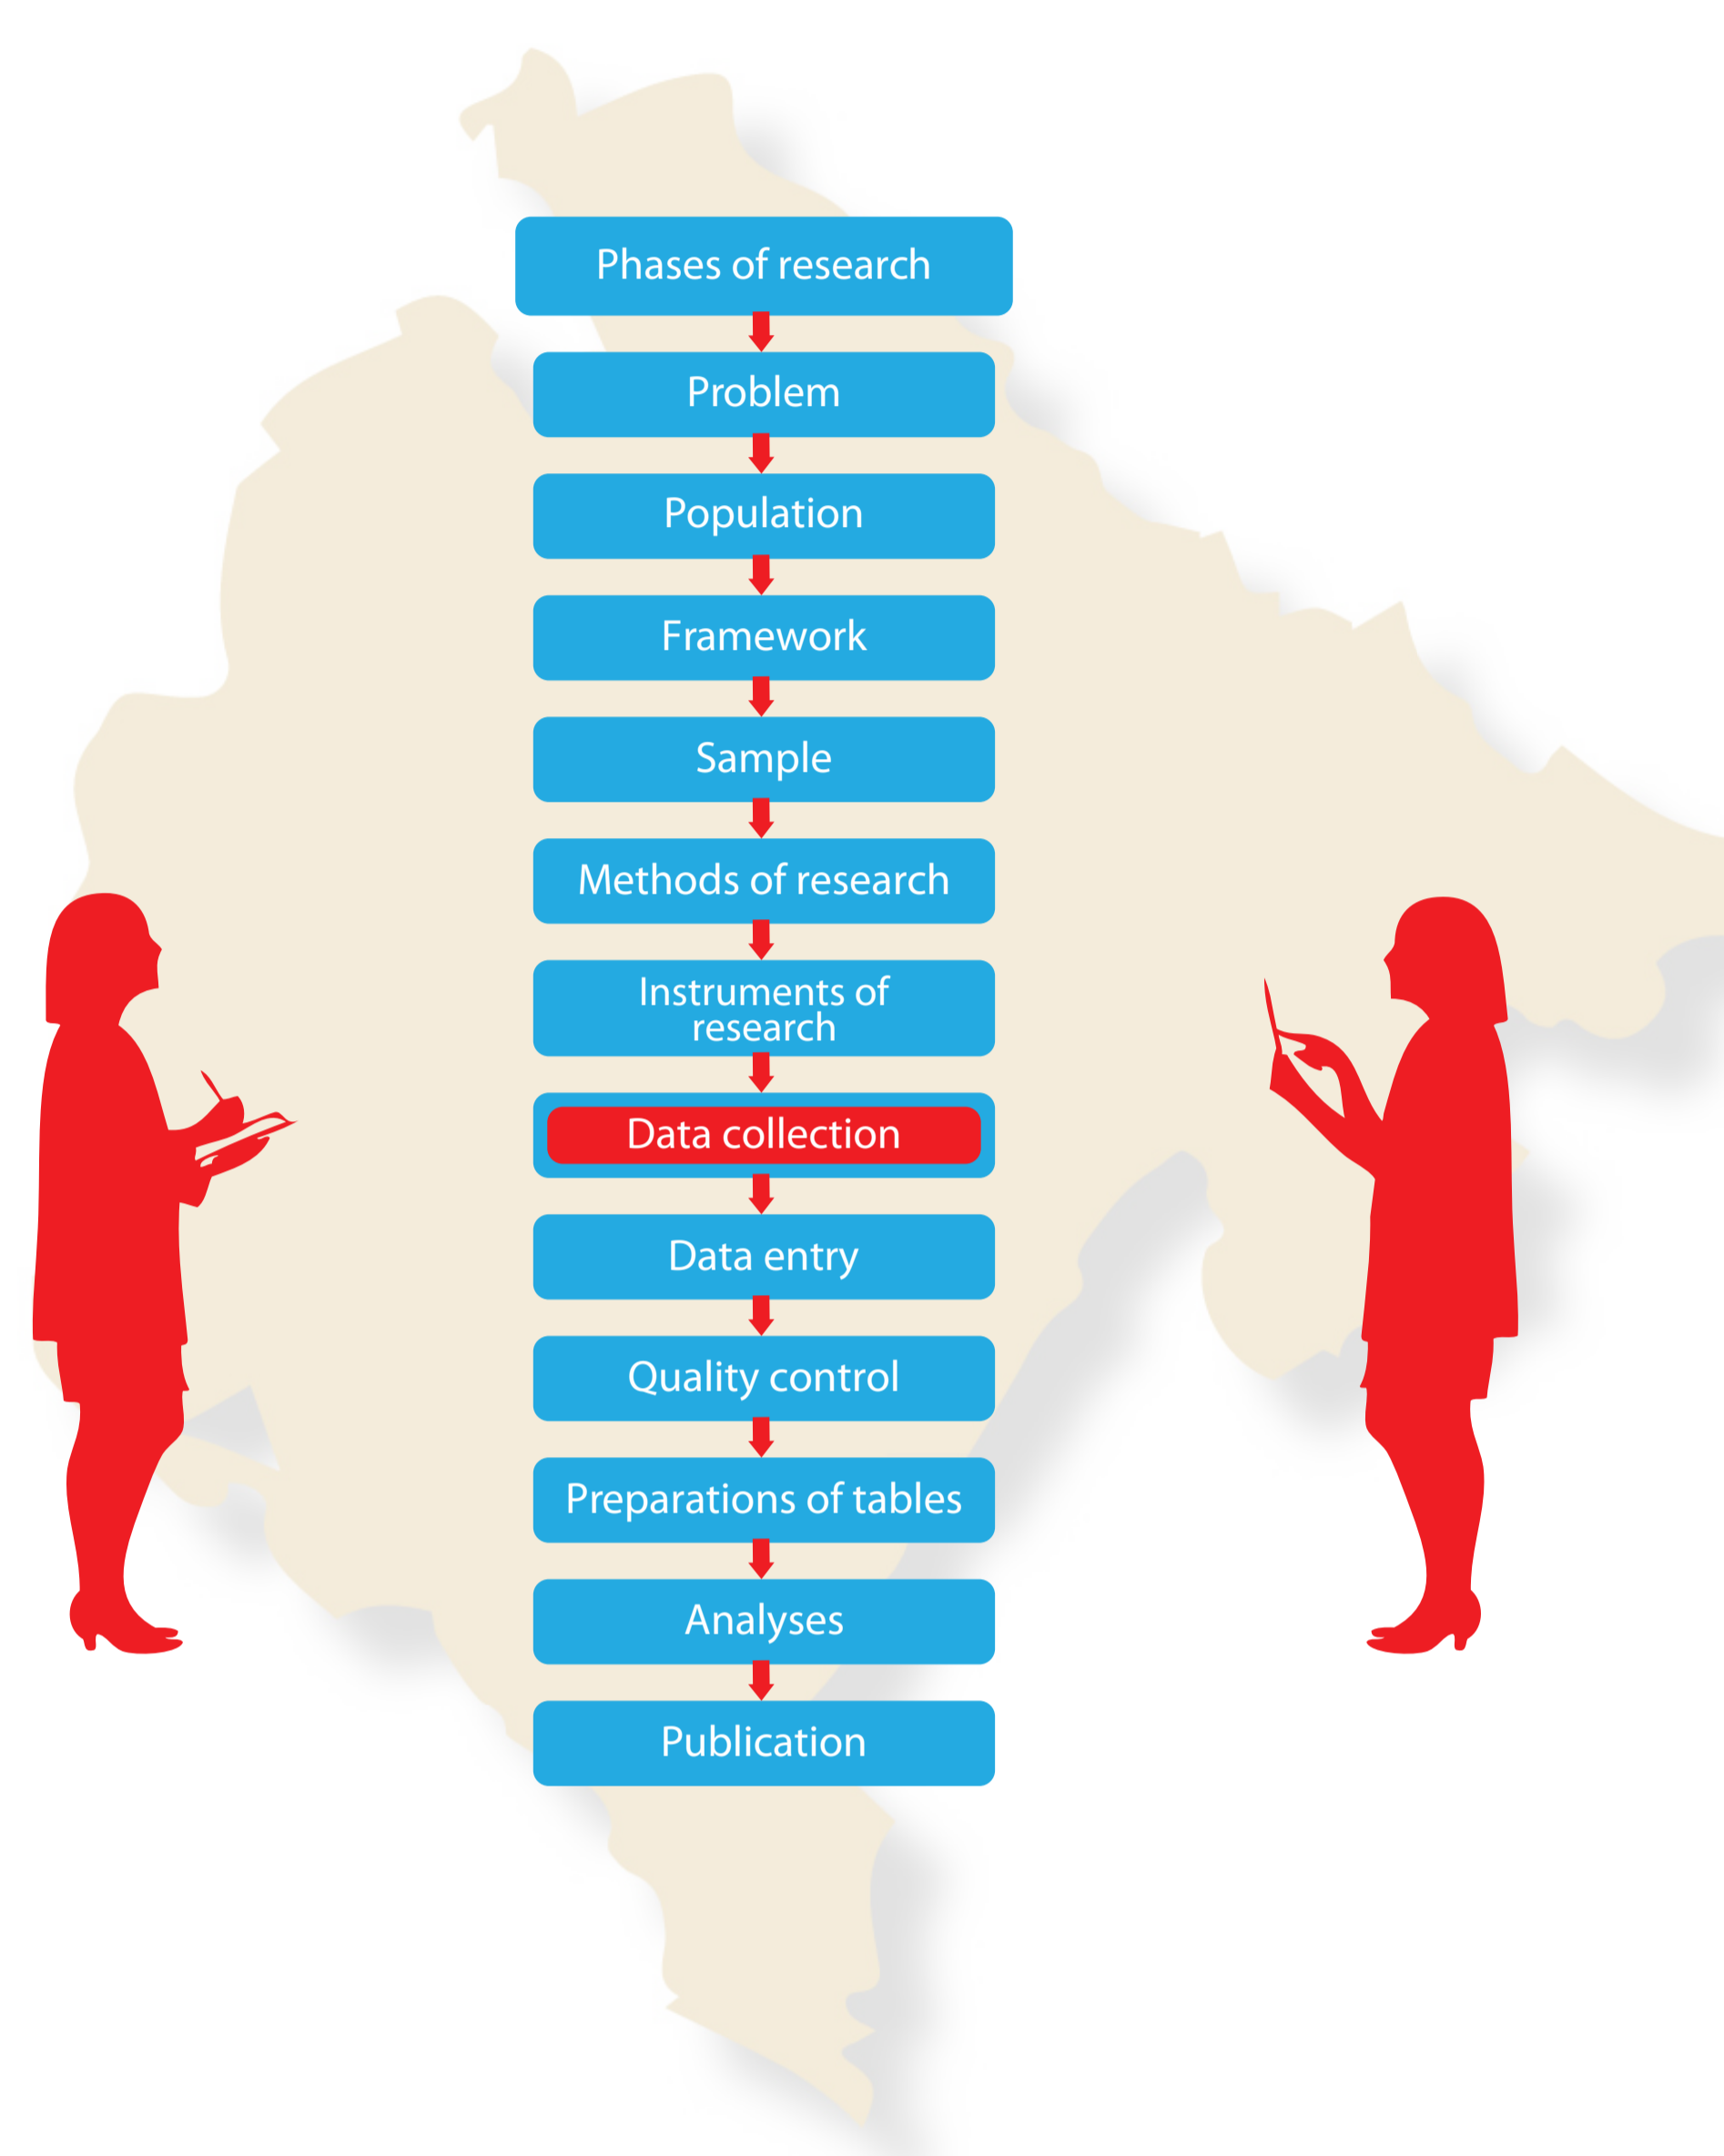 Phases of research
Problem
Population
Framework
Sample
Methods of research
Instruments of
research
Data collection
Data entry
Quality control
Preparations of tables
Analyses
Publication